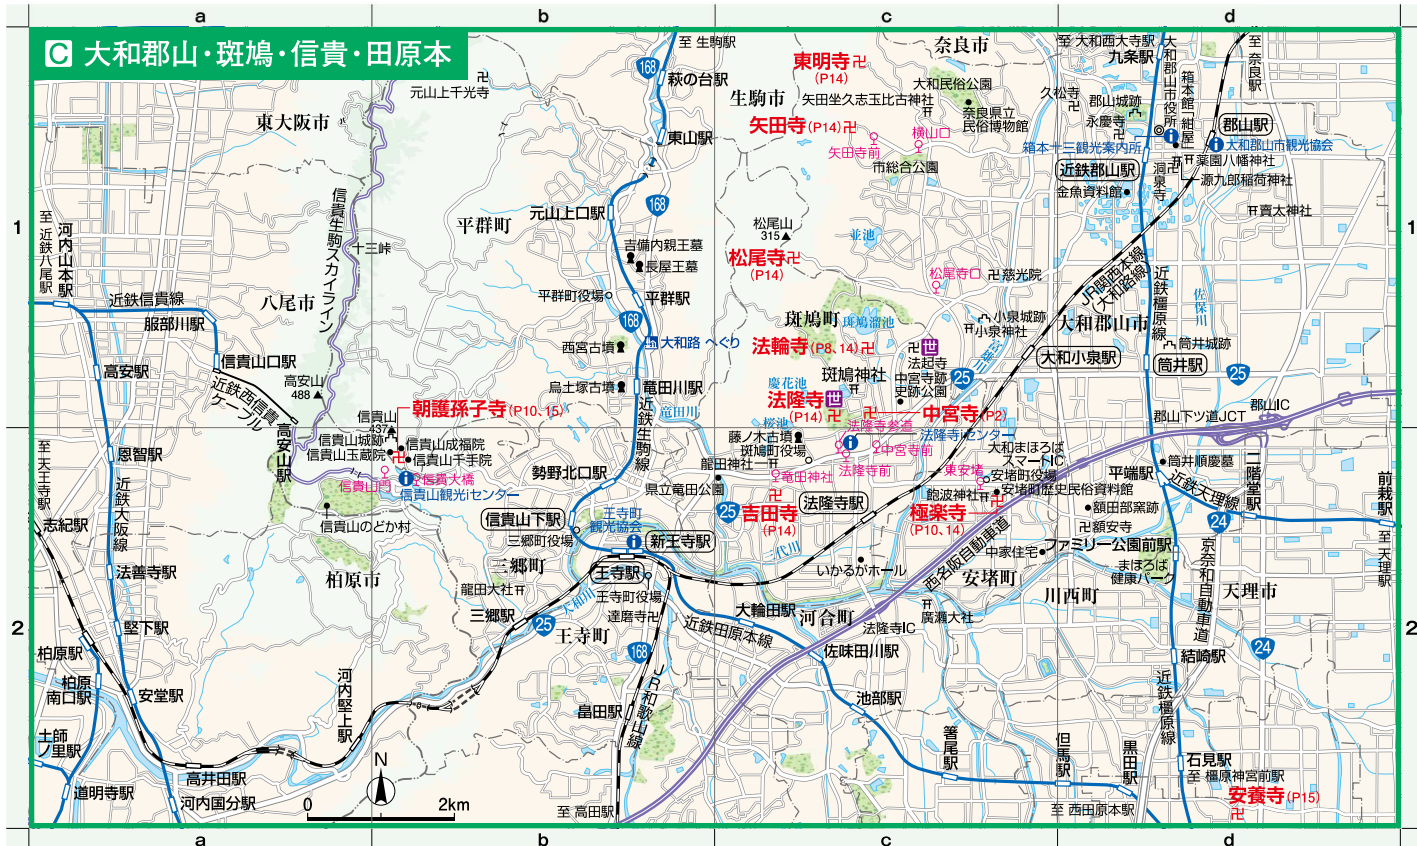 a
b
c
d
C 大和郡山・斑鳩・信貴・田原本
至 生駒駅
168
萩の台駅
元山上千光寺
卍
東大阪市
東山駅
生駒市
東明寺卍
(P14)
奈良市
大和民俗公園
矢田坐久志玉比古神社
奈良県立
民俗博物館
矢田寺(P14)卍
矢田寺前
横山口
市総合公園
至 大和西大寺駅
九条駅
至 奈良駅
久松寺
卍
郡山城跡
永慶寺
卍
大和郡山市役所
箱本館「紺屋」
郡山駅
大和郡山市観光協会
箱本十三観光案内所
近鉄郡山駅
洞泉寺
卍
薬園八幡神社
源九郎稲荷神社
金魚資料館
賣太神社
1
1
至 近鉄八尾駅
河内山本駅
信貴生駒スカイライン
十三峠
平群町
元山上口駅
168
吉備内親王墓
長屋王墓
松尾山
315
並池
松尾寺卍
(P14)
松尾寺口
卍慈光院
JR関西本線
(大和路線)
近鉄橿原線
佐保川
近鉄信貴線
八尾市
服部川駅
平群町役場
平群駅
168
斑鳩町
斑鳩溜池
小泉城跡
小泉神社
富雄川
大和郡山市
信貴山口駅
高安駅
西宮古墳
大和路 へぐり
法輪寺(P8、14)卍
卍 世
法起寺
大和小泉駅
筒井城跡
筒井駅
近鉄西信貴
ケーブル
高安山
488
烏土塚古墳
竜田川駅
斑鳩神社
中宮寺跡
史跡公園
25
25
信貴山
437
朝護孫子寺(P10、15)
近鉄生駒線
竜田川
慶花池
法隆寺世
(P14)
卍
卍
中宮寺(P2)
郡山下ツ道JCT
郡山IC
至 天王寺駅
恩智駅
高安山駅
信貴山城跡
信貴山玉蔵院
卍
信貴山成福院
信貴山千手院
桜池
藤ノ木古墳
斑鳩町役場
法隆寺参道
法隆寺iセンター
中宮寺前
法隆寺前
大和まほろば
スマートIC
平端駅
筒井順慶墓
二階堂駅
前栽駅
近鉄大阪線
信貴山門
信貴大橋
信貴山観光iセンター
勢野北口駅
龍田神社
竜田神社
東安堵
安堵町役場
安堵町歴史民俗資料館
近鉄天理線
志紀駅
信貴山のどか村
県立竜田公園
信貴山下駅
王寺町
観光協会
三郷町役場
新王寺駅
25
卍
吉田寺
(P14)
法隆寺駅
飽波神社
卍
極楽寺
(P10、14)
額田部窯跡
卍額安寺
24
至 天理駅
法善寺駅
柏原市
三郷町
王寺駅
三代川
いかるがホール
西名阪自動車道
中家住宅
ファミリー公園前駅
まほろば
健康パーク
京奈和自動車道
天理市
龍田大社
大和川
王寺町役場
達磨寺卍
安堵町
川西町
2
2
堅下駅
三郷駅
25
王寺町
大輪田駅
河合町
廣瀬大社
法隆寺IC
近鉄田原本線
柏原駅
168
佐味田川駅
結崎駅
24
柏原
南口駅
安堂駅
河内堅上駅
畠田駅
JR和歌山線
池部駅
近鉄橿原線
土師
ノ里駅
箸尾駅
但馬駅
黒田駅
石見駅
至 橿原神宮前駅
高井田駅
N
道明寺駅
河内国分駅
0
2km
至 高田駅
至 西田原本駅
安養寺(P15)
卍
a
b
c
d